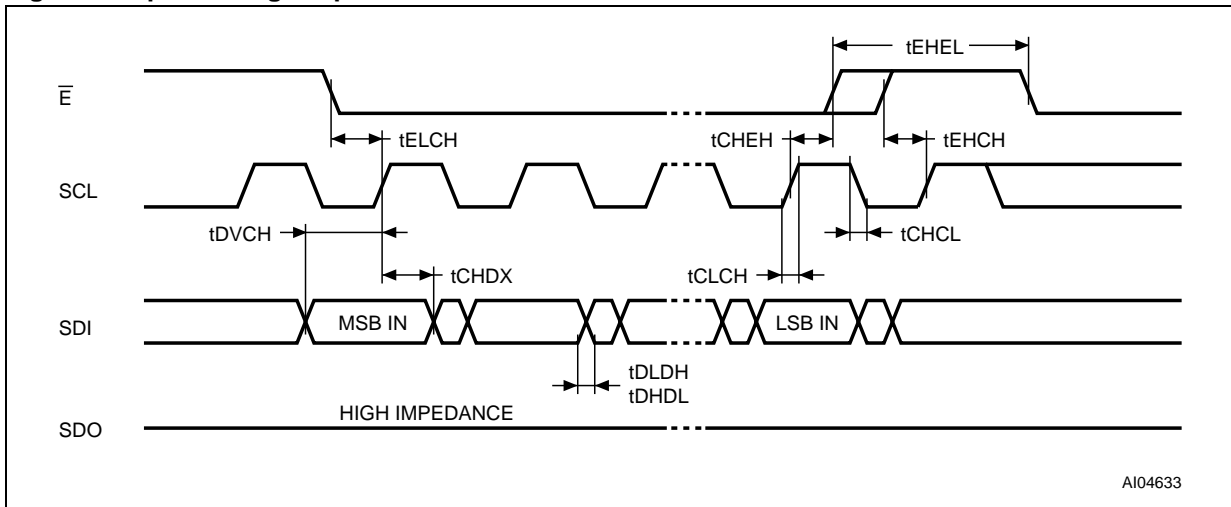 tEHEL
E
tELCH
tCHEH
tEHCH
SCL
tDVCH
tCHCL
tCHDX
tCLCH
SDI
MSB IN
LSB IN
tDLDH
tDHDL
HIGH IMPEDANCE
SDO
AI04633